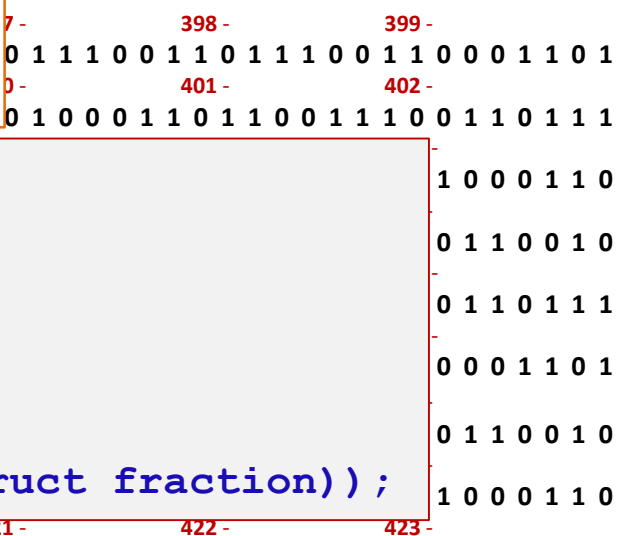 7 - 398 - 399 -
0 1 1 1 0 0 1 1 0 1 1 1 0 0 1 1 0 0 0 1 1 0 1
401 - 402 -
0 1 0 0 0 1 1 0 1 1 0 0 1 1 1 0 0 1 1 0 1 1 1
1 0 0 0 1 1 0
0 1 1 0 0 1 0
0 1 1 0 1 1 1
0 0 0 1 1 0 1
0 1 1 0 0 1 0
ruct fraction)); 1 0 0 0 1 1 0
1 - 422 - 423 -